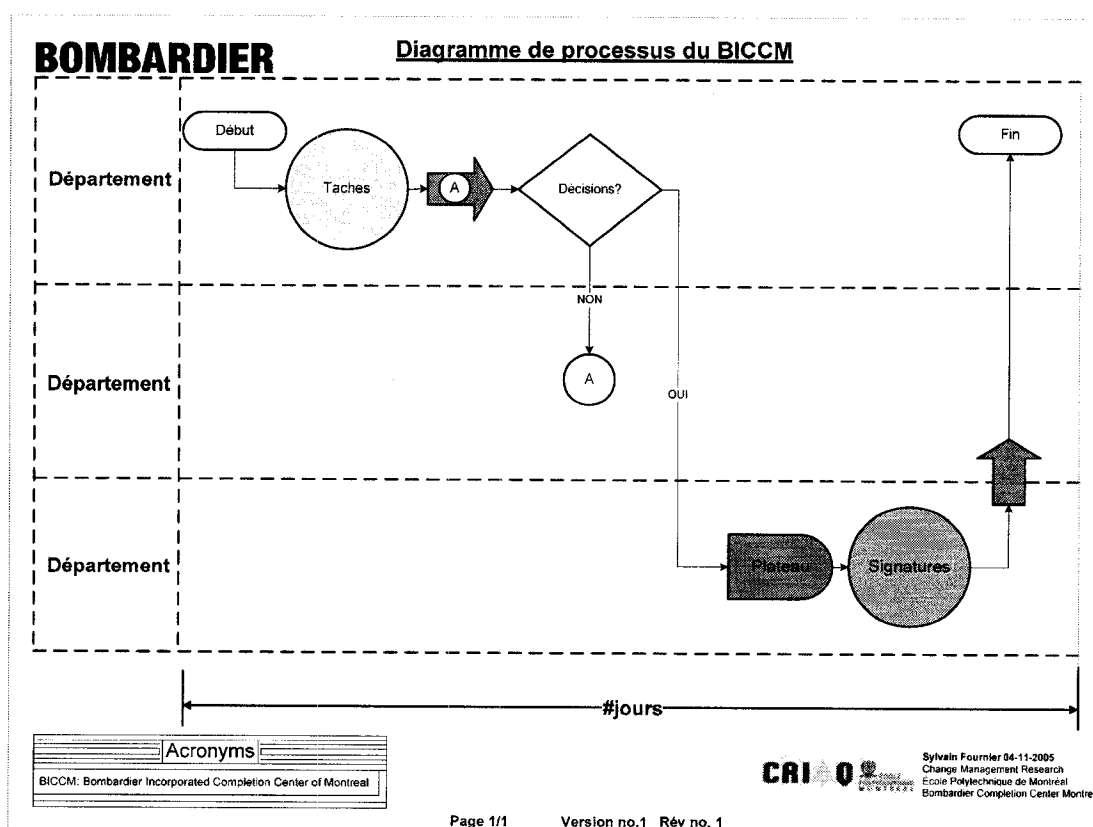 BOMBARDIER
Diagramme de processus du BICCM
Département
Début
Taches
A
Décisions?
Fin
NON
Département
A
OUI
Département
Plateau
Signatures
#jours
Acronyms
BICCM: Bombardier Incorporated Completion Center of Montreal
Sylvain Fournier 04-11-2005
Change Management Research
École Polytechnique de Montréal
Bombardier Completion Center Montre
Page 1/1 Version no.1 Rév no. 1